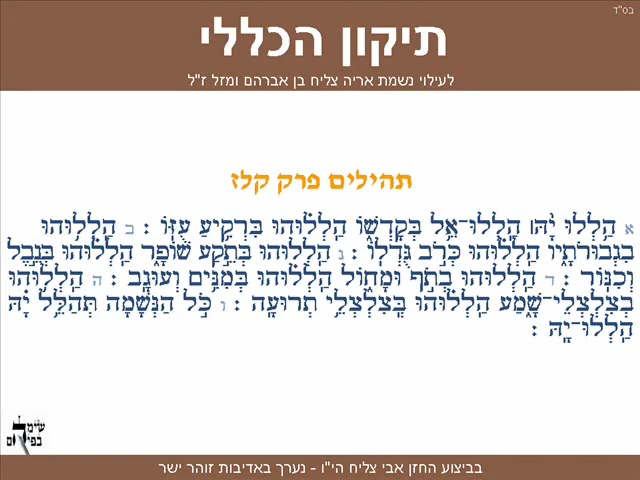 בס"ד
תיקון הכללי
לעילוי נשמת אריה צליח בן אברהם ומזל ז"ל
תהילים פרק קלז
א הַלְלוּ יָהּ הַלְלוּ־אֵל בְּקָדְשׁוֹ הַלְלוּהוּ בִּרְקִיעַ עֻזּוֹ : ב הַלְלוּהוּ
בִגְבוּרֹתָיו הַלְלוּהוּ כְּרֹב גֻּדְלוֹ : ג הַלְלוּהוּ בְּתֵקַע שׁוֹפָר הַלְלוּהוּ בְּנֵבֶל
וְכִנּוֹר : ד הַלְלוּהוּ בְתֹף וּמָחוֹל הַלְלוּהוּ בְּמִנִּים וְעוּגָב : ה הַלְלוּהוּ
בְצִלְצְלֵי־שָׁמַע הַלְלוּהוּ בְּצִלְצְלֵי תְרוּעָה : ו כֹּל הַנְּשָׁמָה תְּהַלֵּל יָהּ
הַלְלוּ־יָהּ :
בביצוע החזן אבי צליח הי"ו - נערך באדיבות זוהר ישר